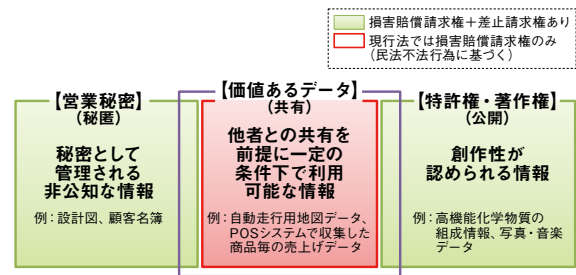 損害賠償請求権＋差止請求権あり
現行法では損害賠償請求権のみ
（民法不法行為に基づく）
【営業秘密】
（秘匿）
秘密として
管理される
非公知な情報
例：設計図、顧客名簿
【価値あるデータ】
（共有）
他者との共有を
前提に一定の
条件下で利用
可能な情報
例：自動走行用地図データ、
POSシステムで収集した
商品毎の売上げデータ
【特許権・著作権】
（公開）
創作性が
認められる情報
例：高機能化学物質の
組成情報、写真・音楽
データ